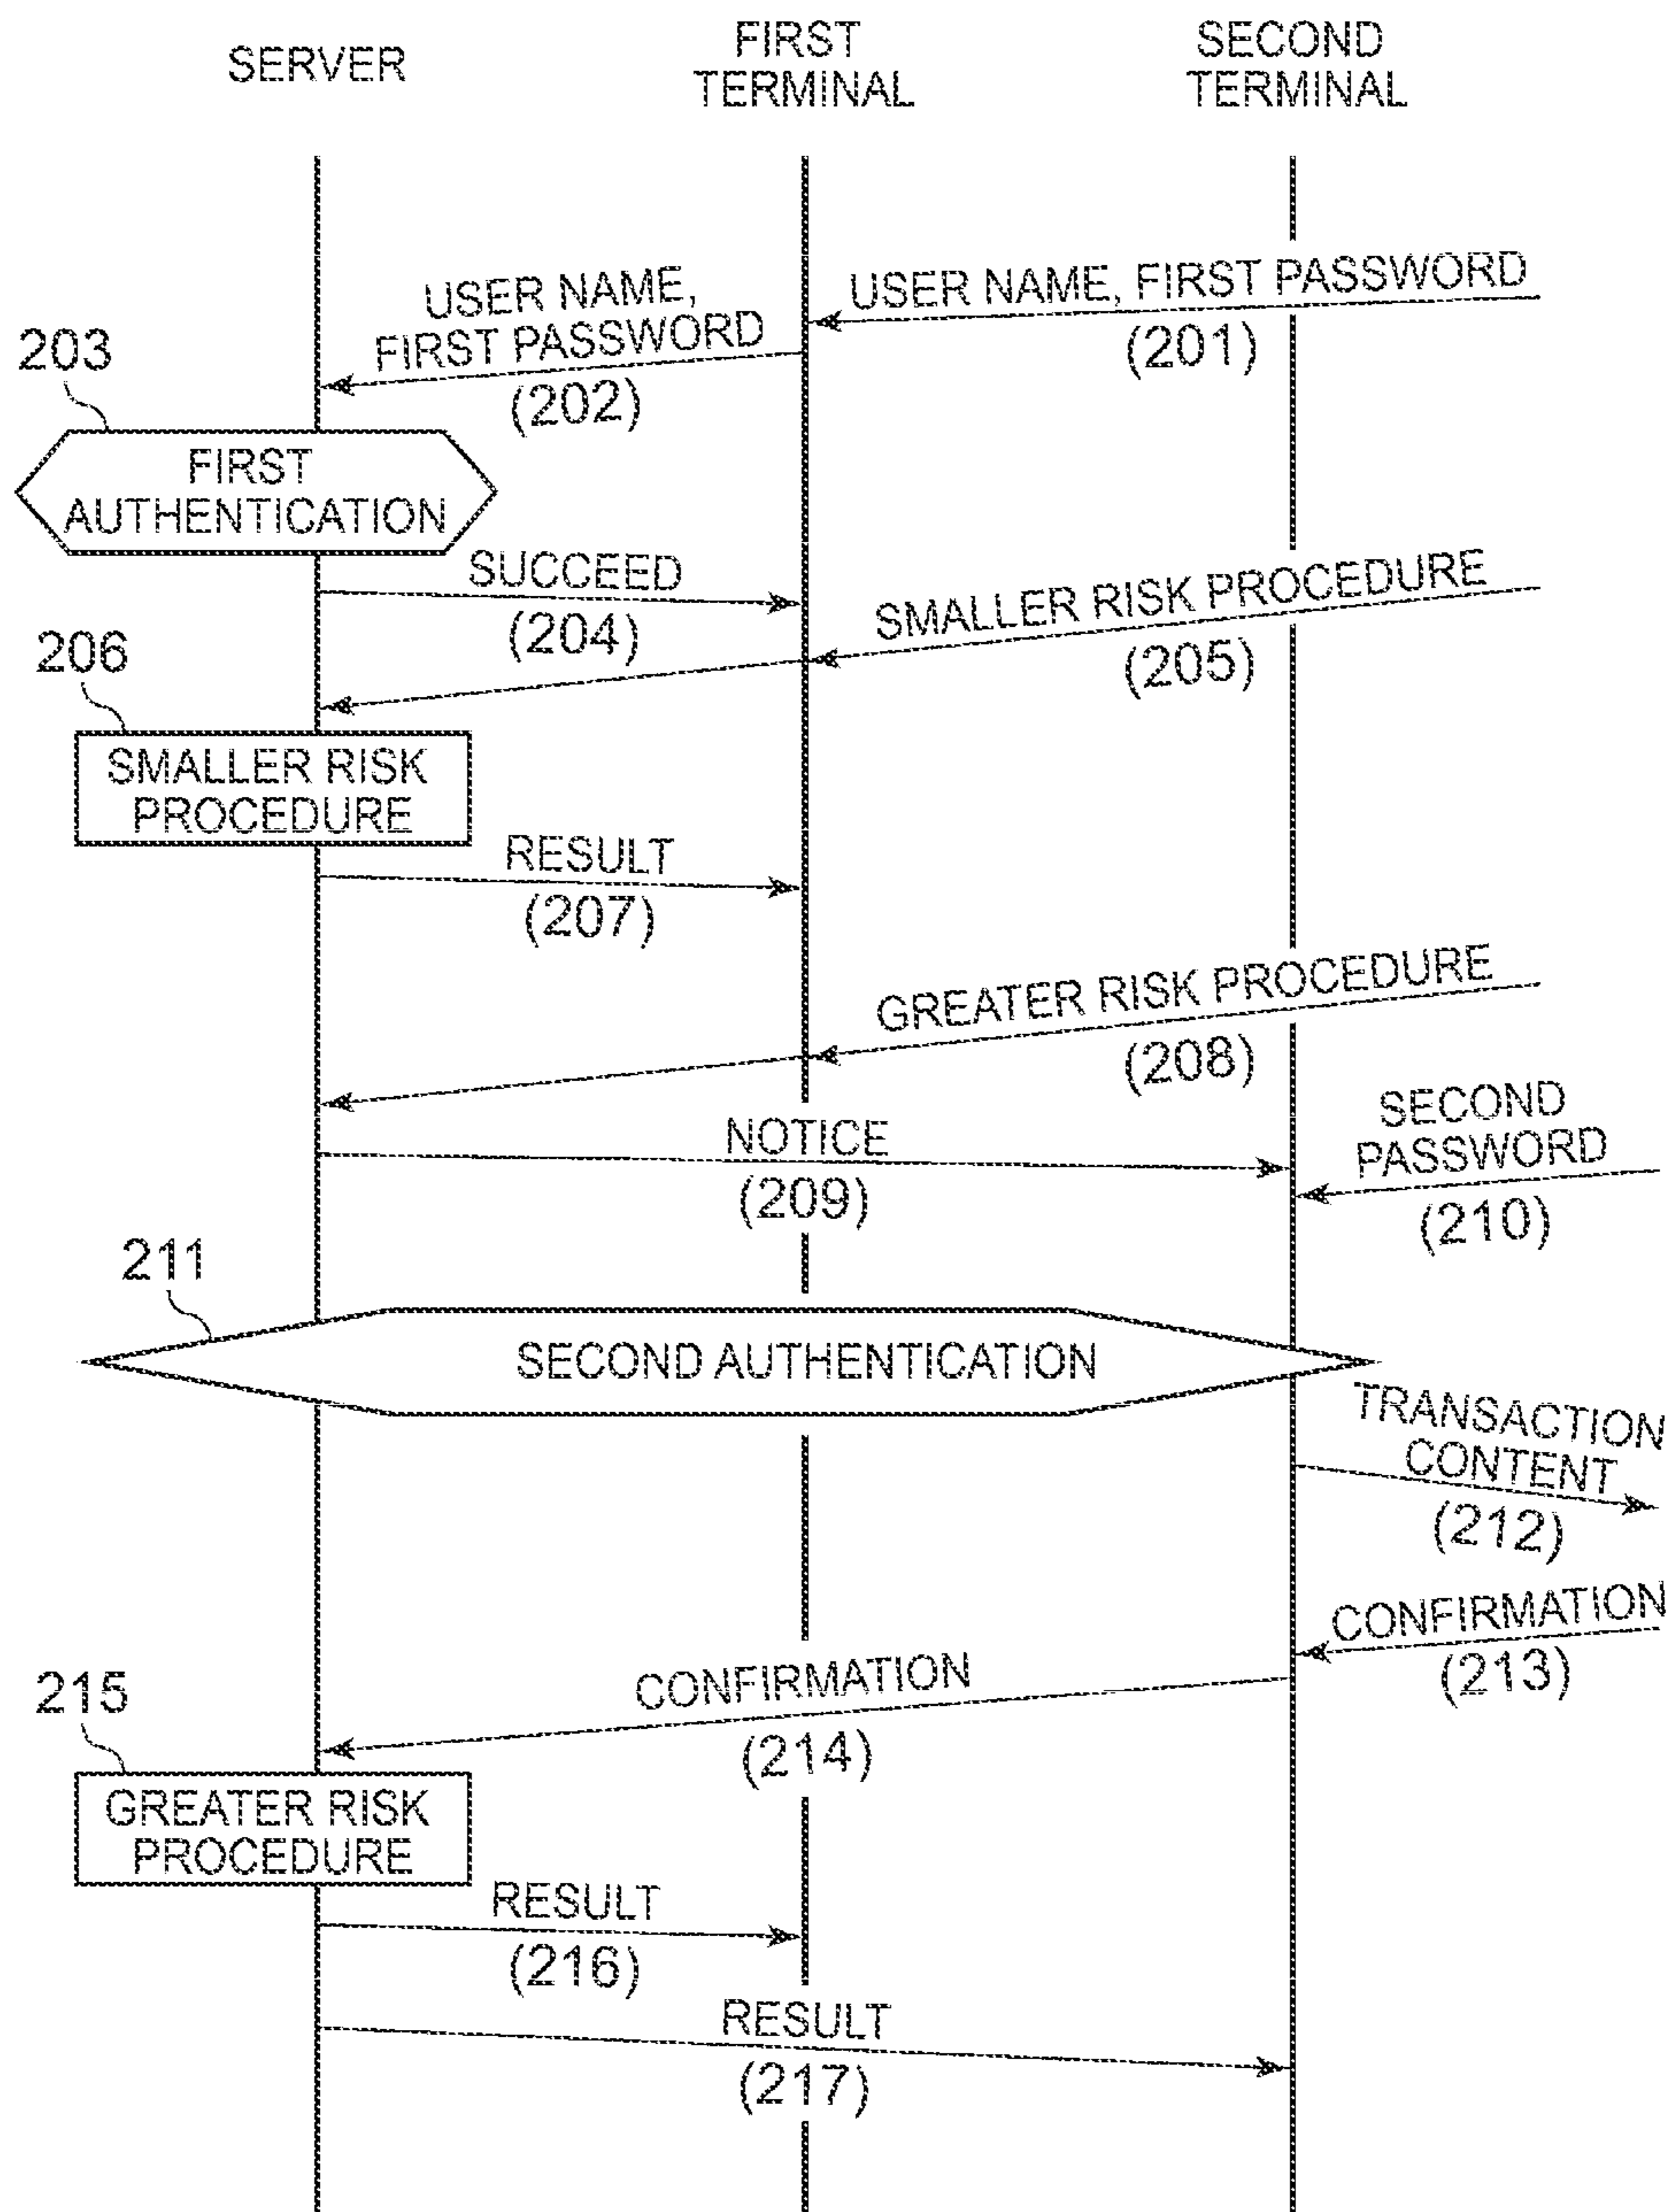 SERVER
FIRST
TERMINAL
SECOND
TERMINAL
USER NAME, FIRST PASSWORD
(201)
USER NAME,
FIRST PASSWORD
(202)
203
FIRST
AUTHENTICATION
SUCCEED
(204)
SMALLER RISK PROCEDURE
(205)
206
SMALLER RISK
PROCEDURE
RESULT
(207)
GREATER RISK PROCEDURE
(208)
NOTICE
(209)
SECOND
PASSWORD
(210)
211
SECOND AUTHENTICATION
TRANSACTION
CONTENT
(212)
CONFIRMATION
(213)
CONFIRMATION
(214)
215
GREATER RISK
PROCEDURE
RESULT
(216)
RESULT
(217)